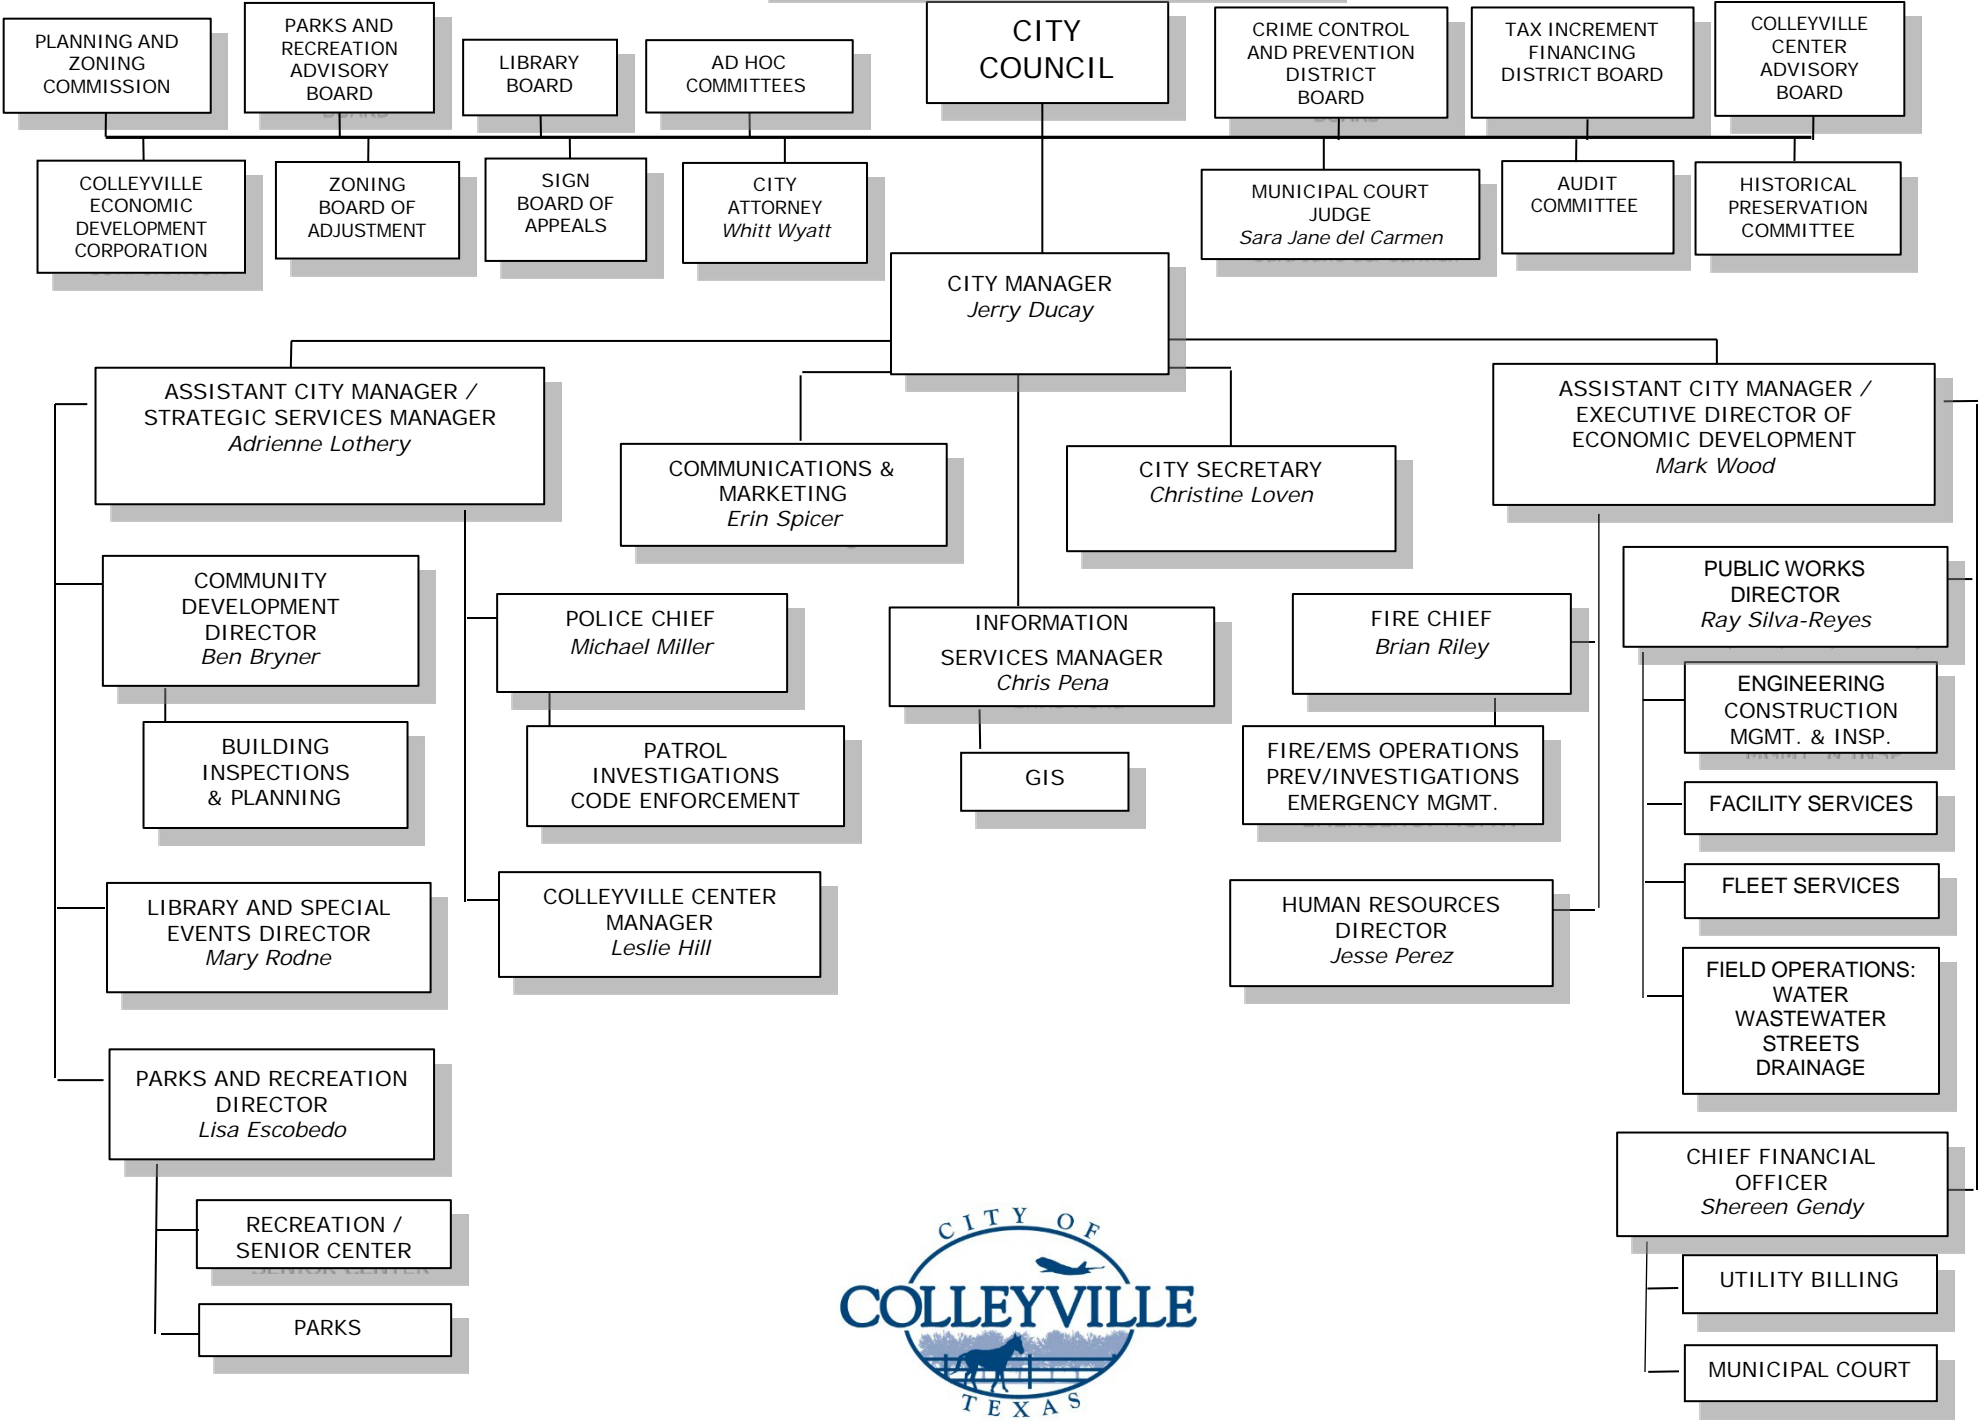 PLANNING AND
ZONING
COMMISSION
PARKS AND
RECREATION
ADVISORY
BOARD
LIBRARY
BOARD
AD HOC
COMMITTEES
CITY
COUNCIL
CRIME CONTROL
AND PREVENTION
DISTRICT
BOARD
TAX INCREMENT
FINANCING
DISTRICT BOARD
COLLEYVILLE
CENTER
ADVISORY
BOARD
COLLEYVILLE
ECONOMIC
DEVELOPMENT
CORPORATION
ZONING
BOARD OF
ADJUSTMENT
SIGN
BOARD OF
APPEALS
CITY
ATTORNEY
Whitt Wyatt
MUNICIPAL COURT
JUDGE
Sara Jane del Carmen
AUDIT
COMMITTEE
HISTORICAL
PRESERVATION
COMMITTEE
CITY MANAGER
Jerry Ducay
ASSISTANT CITY MANAGER /
STRATEGIC SERVICES MANAGER
Adrienne Lothery
COMMUNICATIONS &
MARKETING
Erin Spicer
CITY SECRETARY
Christine Loven
ASSISTANT CITY MANAGER /
EXECUTIVE DIRECTOR OF
ECONOMIC DEVELOPMENT
Mark Wood
COMMUNITY
DEVELOPMENT
DIRECTOR
Ben Bryner
BUILDING
INSPECTIONS
& PLANNING
POLICE CHIEF
Michael Miller
PATROL
INVESTIGATIONS
CODE ENFORCEMENT
INFORMATION
SERVICES MANAGER
Chris Pena
GIS
FIRE CHIEF
Brian Riley
FIRE/EMS OPERATIONS
PREV/INVESTIGATIONS
EMERGENCY MGMT.
PUBLIC WORKS
DIRECTOR
Ray Silva-Reyes
ENGINEERING
CONSTRUCTION
MGMT. & INSP.
FACILITY SERVICES
FLEET SERVICES
FIELD OPERATIONS:
WATER
WASTEWATER
STREETS
DRAINAGE
LIBRARY AND SPECIAL
EVENTS DIRECTOR
Mary Rodne
COLLEYVILLE CENTER
MANAGER
Leslie Hill
HUMAN RESOURCES
DIRECTOR
Jesse Perez
PARKS AND RECREATION
DIRECTOR
Lisa Escobedo
RECREATION /
SENIOR CENTER
PARKS
CHIEF FINANCIAL
OFFICER
Shereen Gendy
UTILITY BILLING
MUNICIPAL COURT
CITY OF
COLLEYVILLE
TEXAS